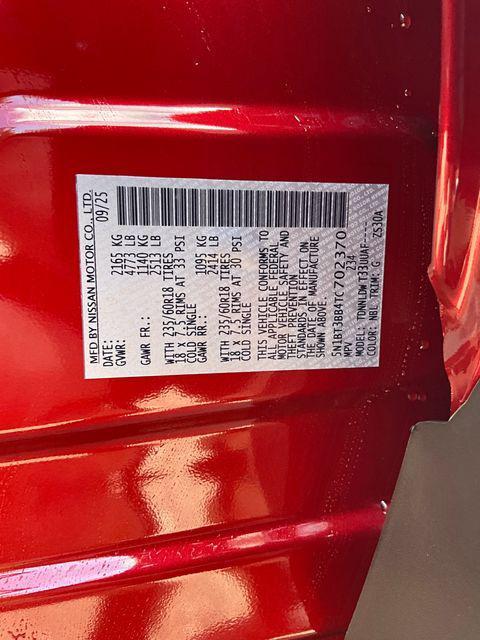 MFD BY NISSAN MOTOR CO., LTD.
DATE: 09/25
GVWR: 2165 KG
4773 LB
GAWR FR.: 1140 KG
2513 LB
WITH 235/60R18 TIRES
18 X 7.5J RIMS AT 33 PSI
COLD SINGLE
GAWR RR.: 1095 KG
2414 LB
WITH 235/60R18 TIRES
18 X 7.5J RIMS AT 30 PSI
COLD SINGLE
THIS VEHICLE CONFORMS TO
ALL APPLICABLE FEDERAL
MOTOR VEHICLE SAFETY AND
THEFT PREVENTION
STANDARDS IN EFFECT ON
THE DATE OF MANUFACTURE
SHOWN ABOVE.
5N1BT3BB4TC702370
MPV 234
COLOR: NBL TRIM: G ZS30A